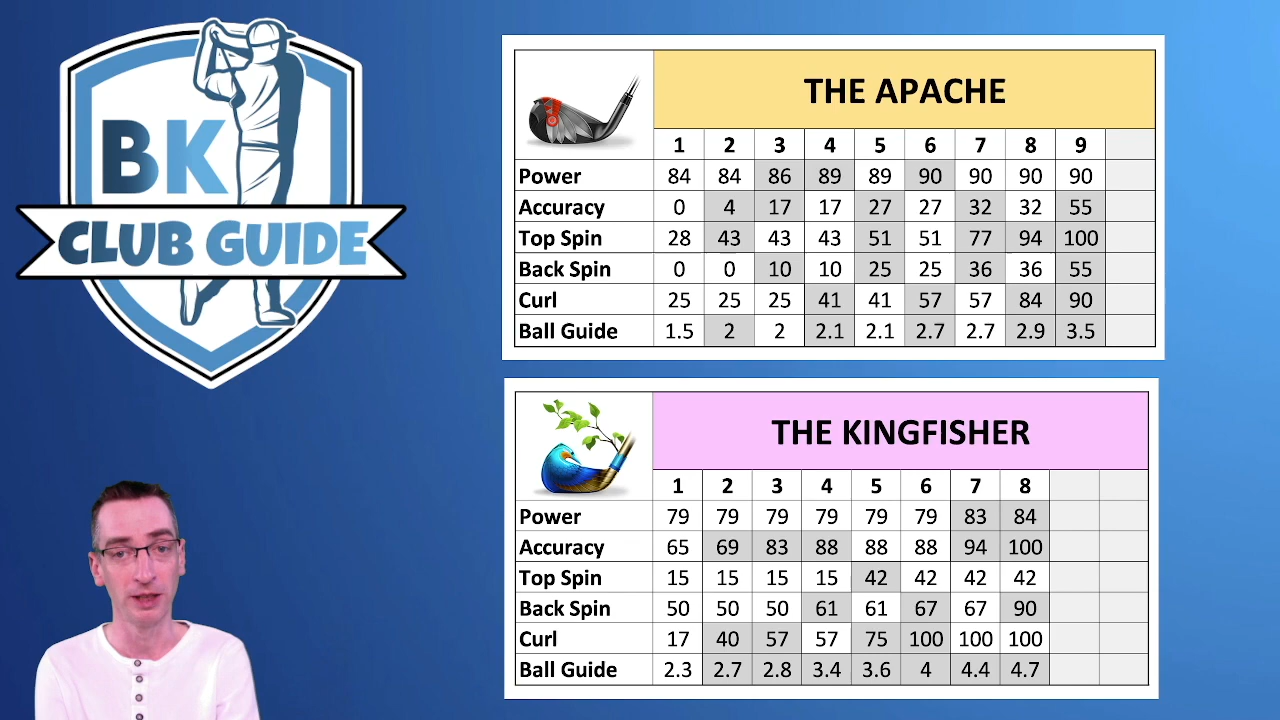 BK
CLUB GUIDE
THE APACHE
1 2 3 4 5 6 7 8 9
Power 84 84 86 89 89 90 90 90 90
Accuracy 0 4 17 17 27 27 32 32 55
Top Spin 28 43 43 43 51 51 77 94 100
Back Spin 0 0 10 10 25 25 36 36 55
Curl 25 25 25 41 41 57 57 84 90
Ball Guide 1.5 2 2 2.1 2.1 2.7 2.7 2.9 3.5
THE KINGFISHER
1 2 3 4 5 6 7 8
Power 79 79 79 79 79 79 83 84
Accuracy 65 69 83 88 88 88 94 100
Top Spin 15 15 15 15 42 42 42 42
Back Spin 50 50 50 61 61 67 67 90
Curl 17 40 57 57 75 100 100 100
Ball Guide 2.3 2.7 2.8 3.4 3.6 4 4.4 4.7